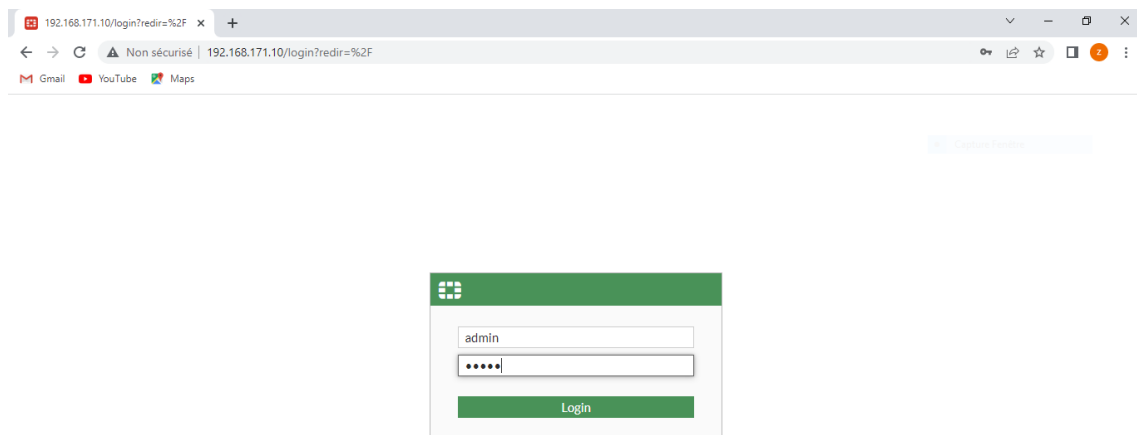 192.168.171.10/login?redir=%2F
Non sécurisé | 192.168.171.10/login?redir=%2F
Gmail YouTube Maps
admin
•••••
Login